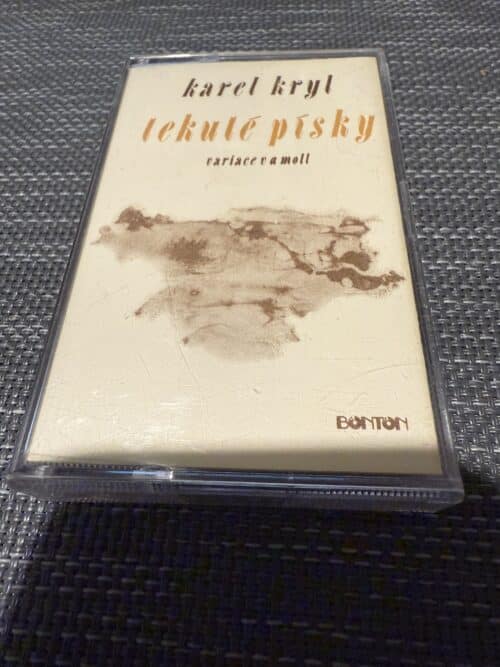 karel kryl
tekuté písky
variace v a moll
BONTON